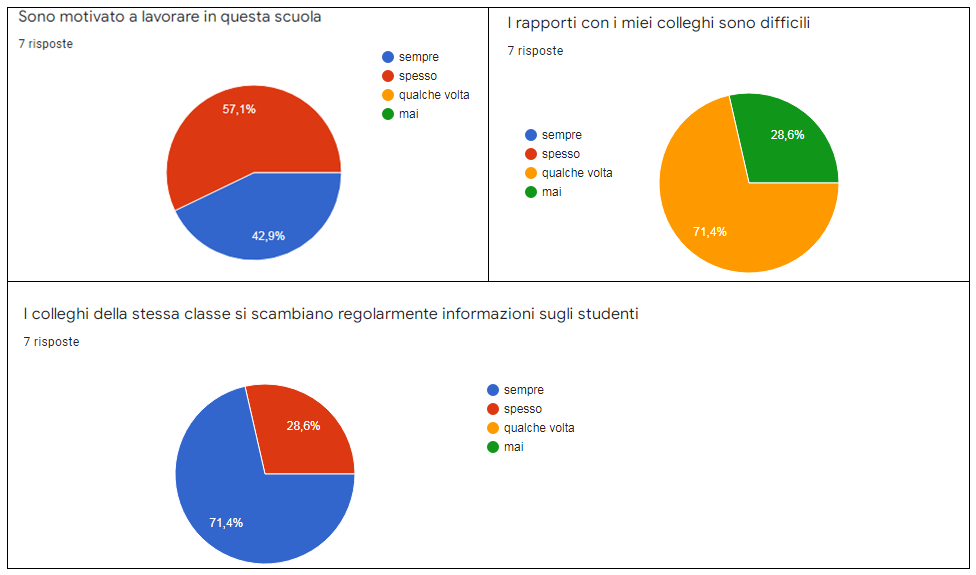 Sono motivato a lavorare in questa scuola
7 risposte
sempre
spesso
qualche volta
mai
57,1%
42,9%
I rapporti con i miei colleghi sono difficili
7 risposte
sempre
spesso
qualche volta
mai
28,6%
71,4%
I colleghi della stessa classe si scambiano regolarmente informazioni sugli studenti
7 risposte
sempre
spesso
qualche volta
mai
28,6%
71,4%